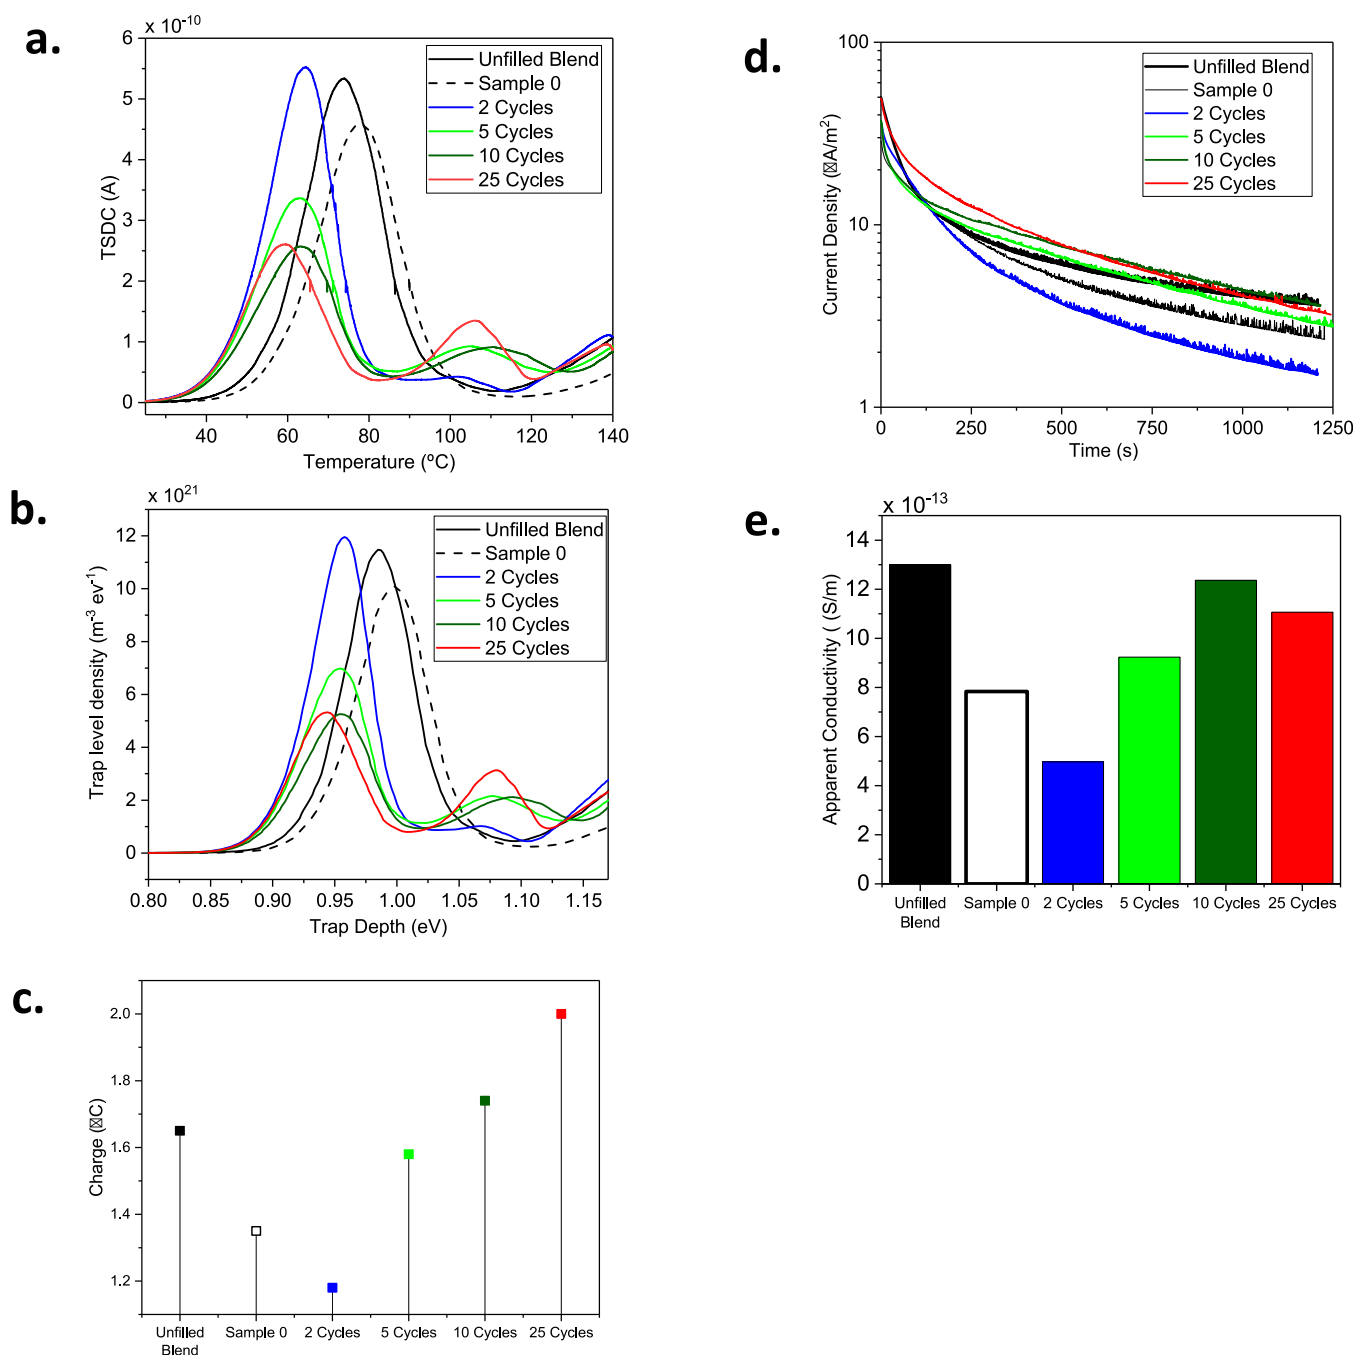 a.
x 10-10
6
5
4
3
2
1
0
TSDC (A)
40 60 80 100 120 140
Temperature (ºC)
Unfilled Blend
Sample 0
2 Cycles
5 Cycles
10 Cycles
25 Cycles
b.
x 1021
12
10
8
6
4
2
0
Trap level density (m-3 ev-1)
0.80 0.85 0.90 0.95 1.00 1.05 1.10 1.15
Trap Depth (eV)
Unfilled Blend
Sample 0
2 Cycles
5 Cycles
10 Cycles
25 Cycles
c.
2.0
1.8
1.6
1.4
1.2
Charge (☒C)
Unfilled Blend
Sample 0
2 Cycles
5 Cycles
10 Cycles
25 Cycles
d.
100
10
1
Current Density (☒A/m2)
0 250 500 750 1000 1250
Time (s)
Unfilled Blend
Sample 0
2 Cycles
5 Cycles
10 Cycles
25 Cycles
e.
x 10-13
14
12
10
8
6
4
2
0
Apparent Conductivity ( (S/m)
Unfilled Blend
Sample 0
2 Cycles
5 Cycles
10 Cycles
25 Cycles